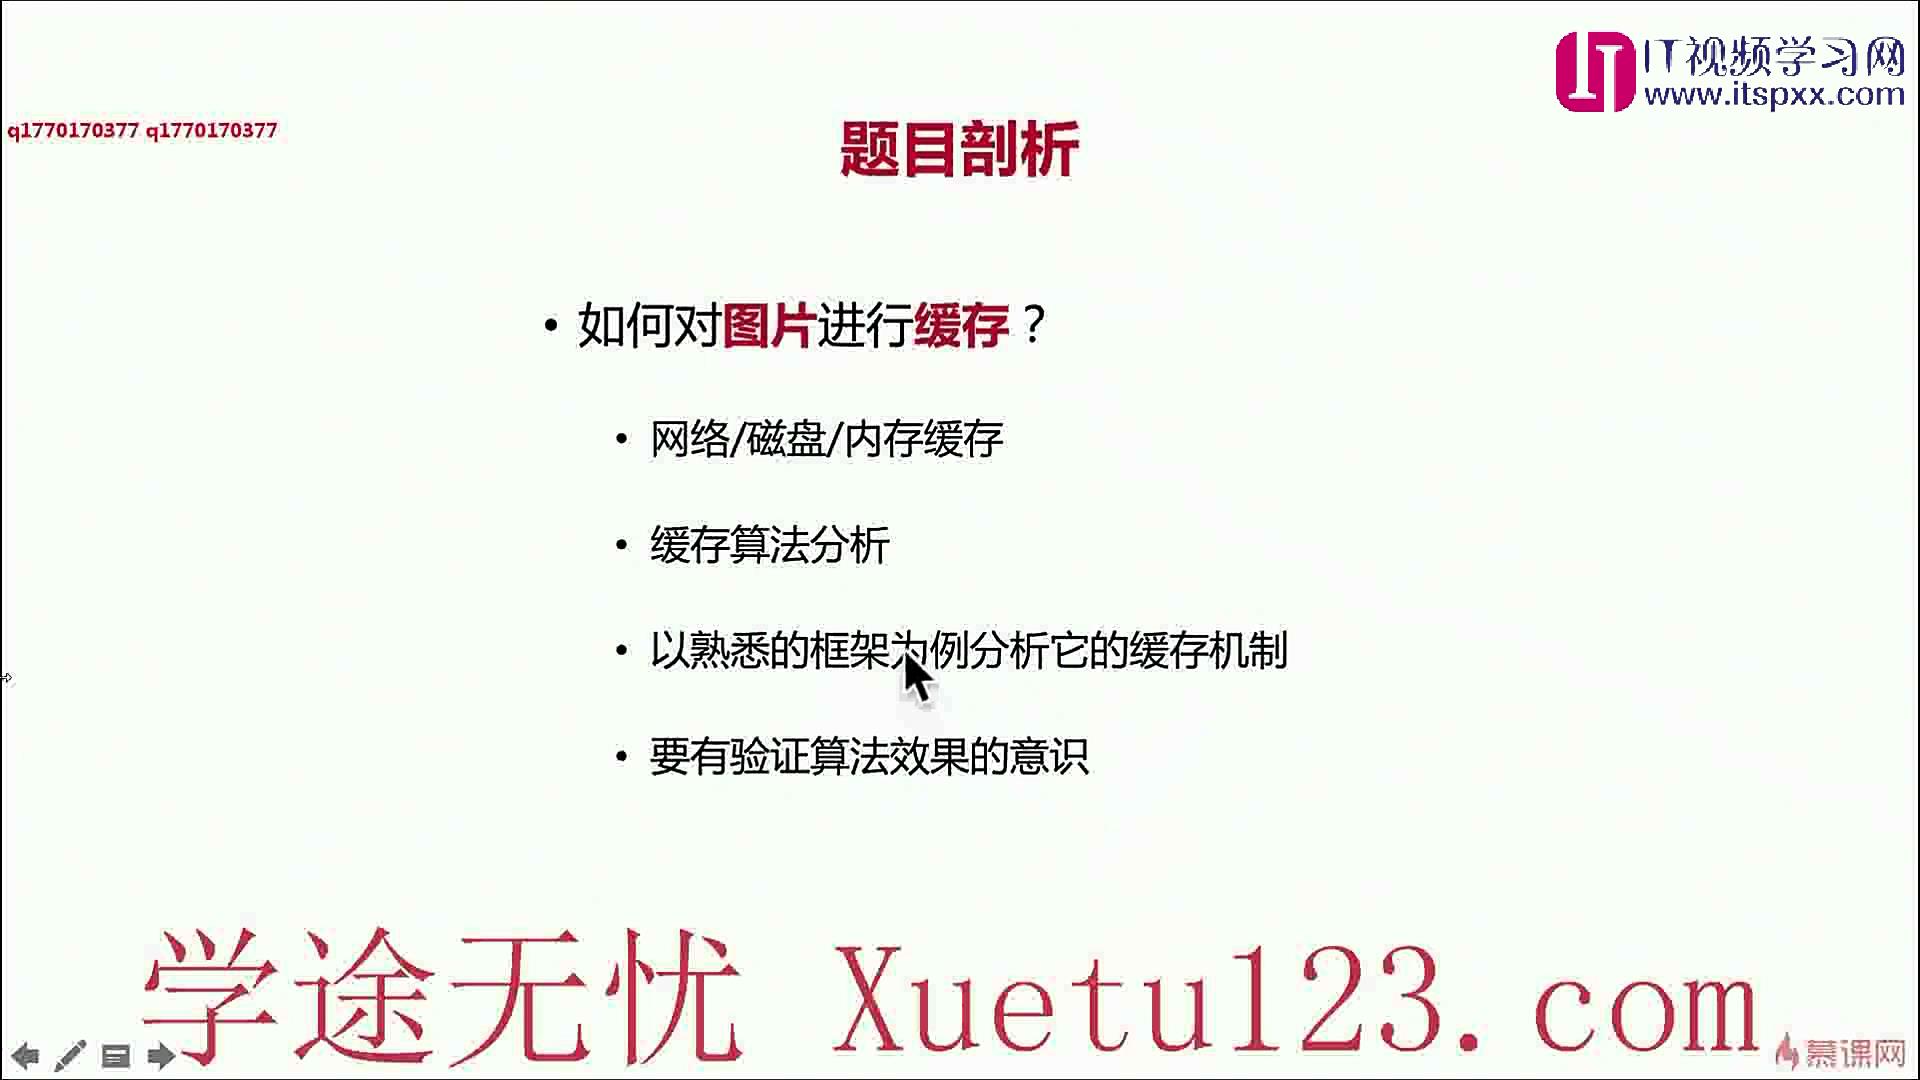 IT视频学习网
www.itspxx.com
q1770170377 q1770170377
题目剖析
• 如何对图片进行缓存？
• 网络/磁盘/内存缓存
• 缓存算法分析
• 以熟悉的框架为例分析它的缓存机制
• 要有验证算法效果的意识
学途无忧 Xuetu123.com
慕课网